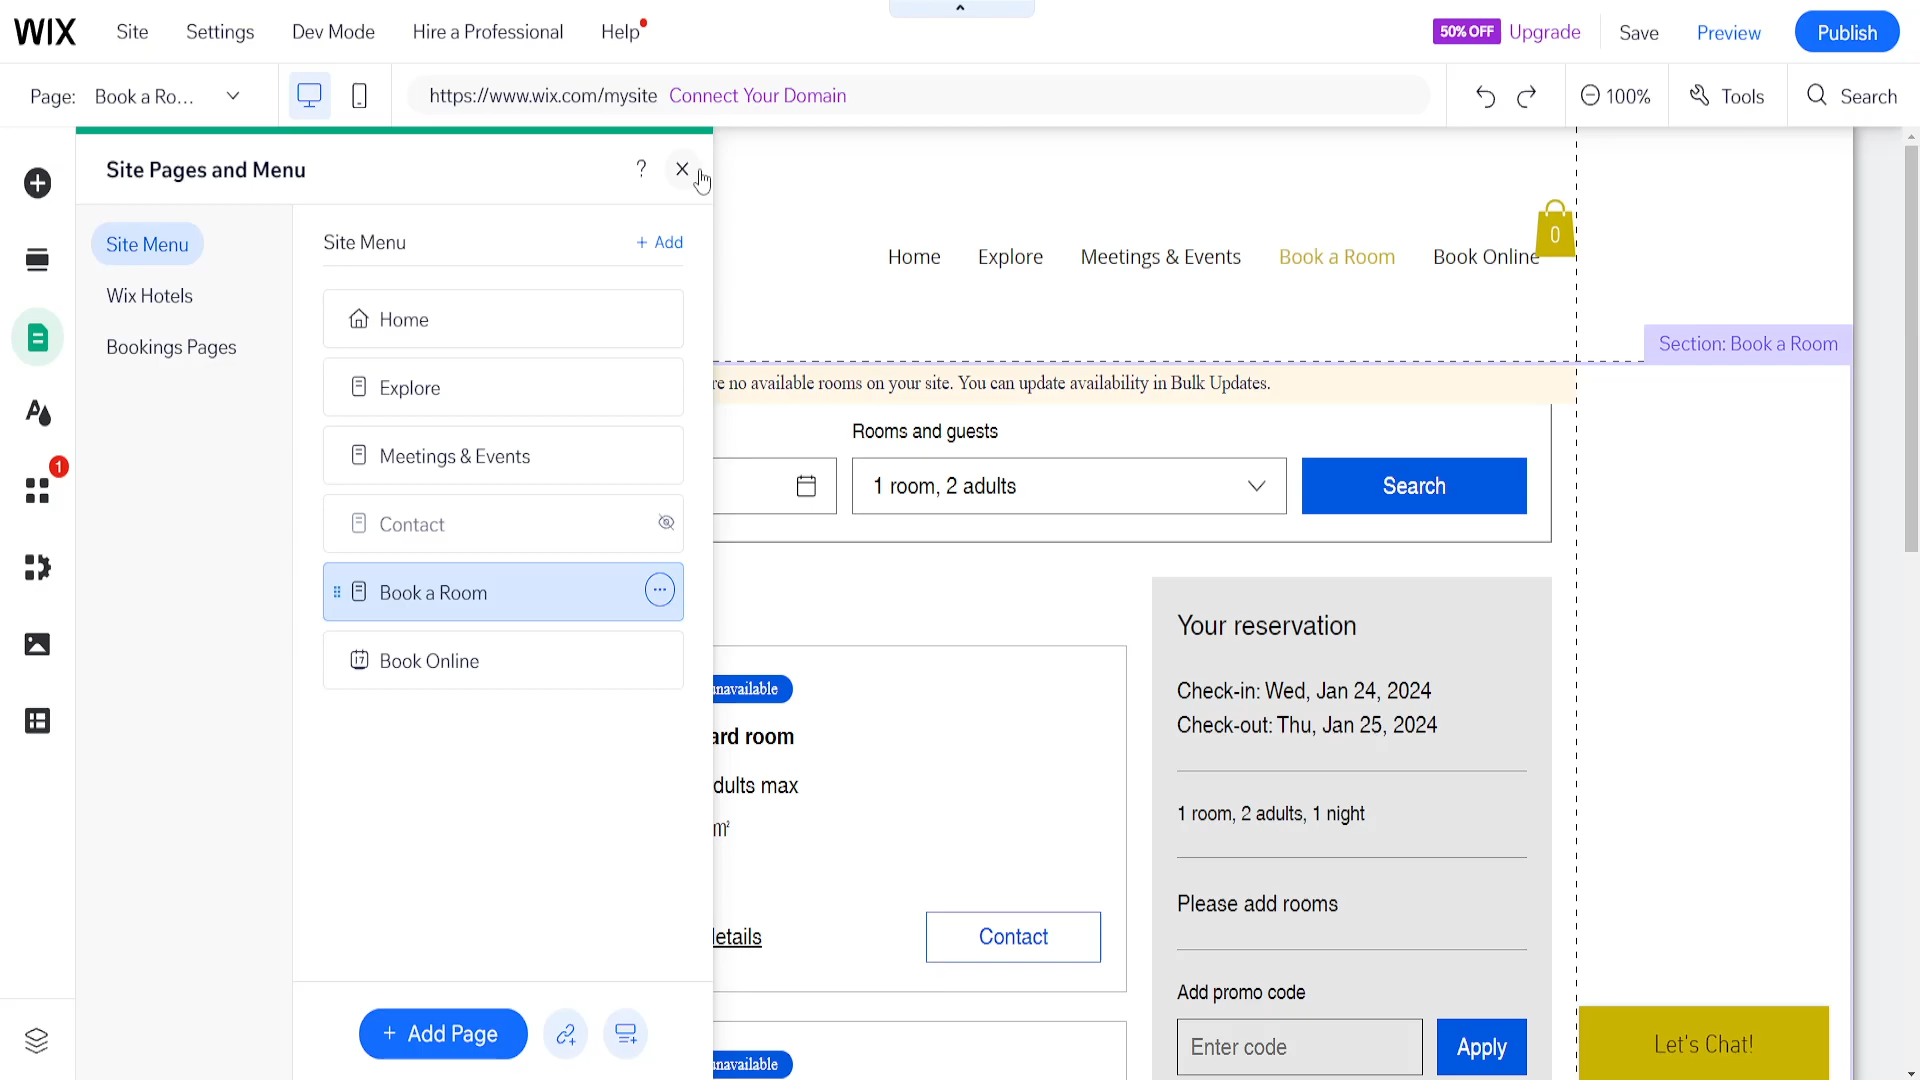 WIX
Site
Settings
Dev Mode
Hire a Professional
Help
50% OFF
Upgrade
Save
Preview
Publish
Page:
Book a Ro...
https://www.wix.com/mysite
Connect Your Domain
100%
Tools
Search
Site Pages and Menu
?
Site Menu
Wix Hotels
Bookings Pages
Site Menu
+ Add
Home
Explore
Meetings & Events
Contact
Book a Room
17
Book Online
+ Add Page
1
Home
Explore
Meetings & Events
Book a Room
Book Online
0
Section: Book a Room
re no available rooms on your site. You can update availability in Bulk Updates.
Rooms and guests
1 room, 2 adults
Search
unavailable
ard room
dults max
m²
details
Contact
unavailable
Your reservation
Check-in: Wed, Jan 24, 2024
Check-out: Thu, Jan 25, 2024
1 room, 2 adults, 1 night
Please add rooms
Add promo code
Enter code
Apply
Let's Chat!